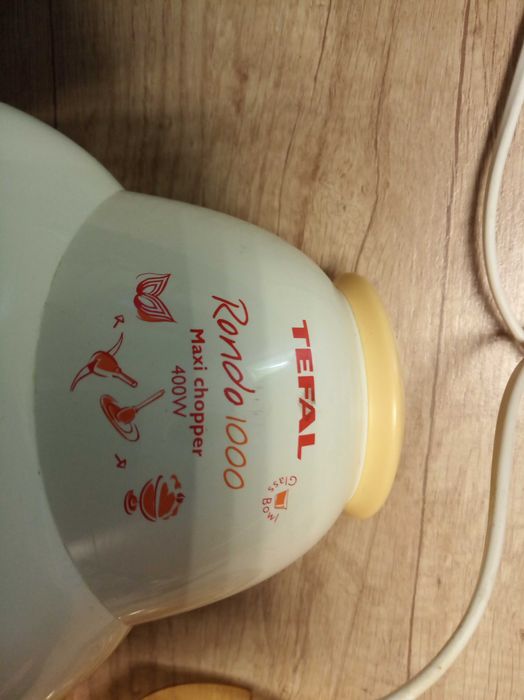 TEFAL
Rondo 1000
Maxi chopper
400W
Glass Bowl